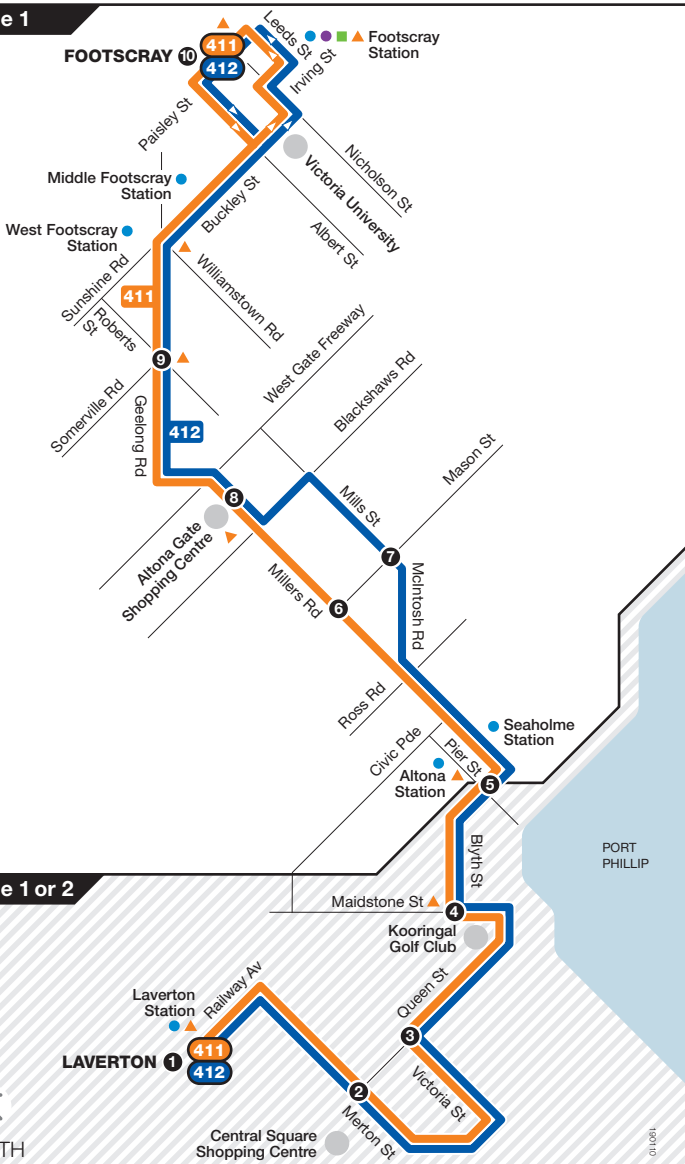 e 1
Leeds St
Irving St
Footscray
Station
FOOTSCRAY 10
411
412
Paisley St
Nicholson St
Victoria University
Middle Footscray
Station
Buckley St
Albert St
West Footscray
Station
Sunshine Rd
Williamstown Rd
411
Roberts
St
West Gate Freeway
9
Somerville Rd
Blackshaws Rd
Geelong Rd
412
Mason St
8
Mills St
Altona Gate
Shopping Centre
7
McIntosh Rd
Millers Rd
6
Ross Rd
Civic Pde
Seaholme
Station
Pier St
Altona
Station
5
PORT
PHILLIP
Blyth St
e 1 or 2
Maidstone St
4
Kooringal
Golf Club
Queen St
Railway Av
Laverton
Station
3
LAVERTON 1
411
412
Victoria St
2
Merton St
Central Square
Shopping Centre
TH
190110